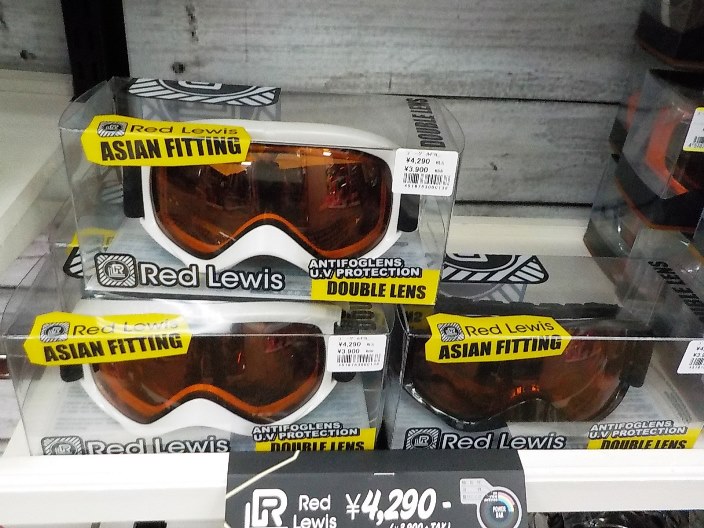 Red Lewis
ASIAN FITTING
¥4,290
¥3,900
DOUBLE LENS
Red Lewis
ANTIFOGLENS
U.V PROTECTION
DOUBLE LENS
Red Lewis
ASIAN FITTING
¥4,290
¥3,900
Red Lewis
ANTIFOGLENS
U.V PROTECTION
DOUBLE LENS
Red Lewis
ASIAN FITTING
Red Lewis
ANTIFOGLENS
U.V PROTECTION
DOUBLE LENS
Red
Lewis
¥4,290-